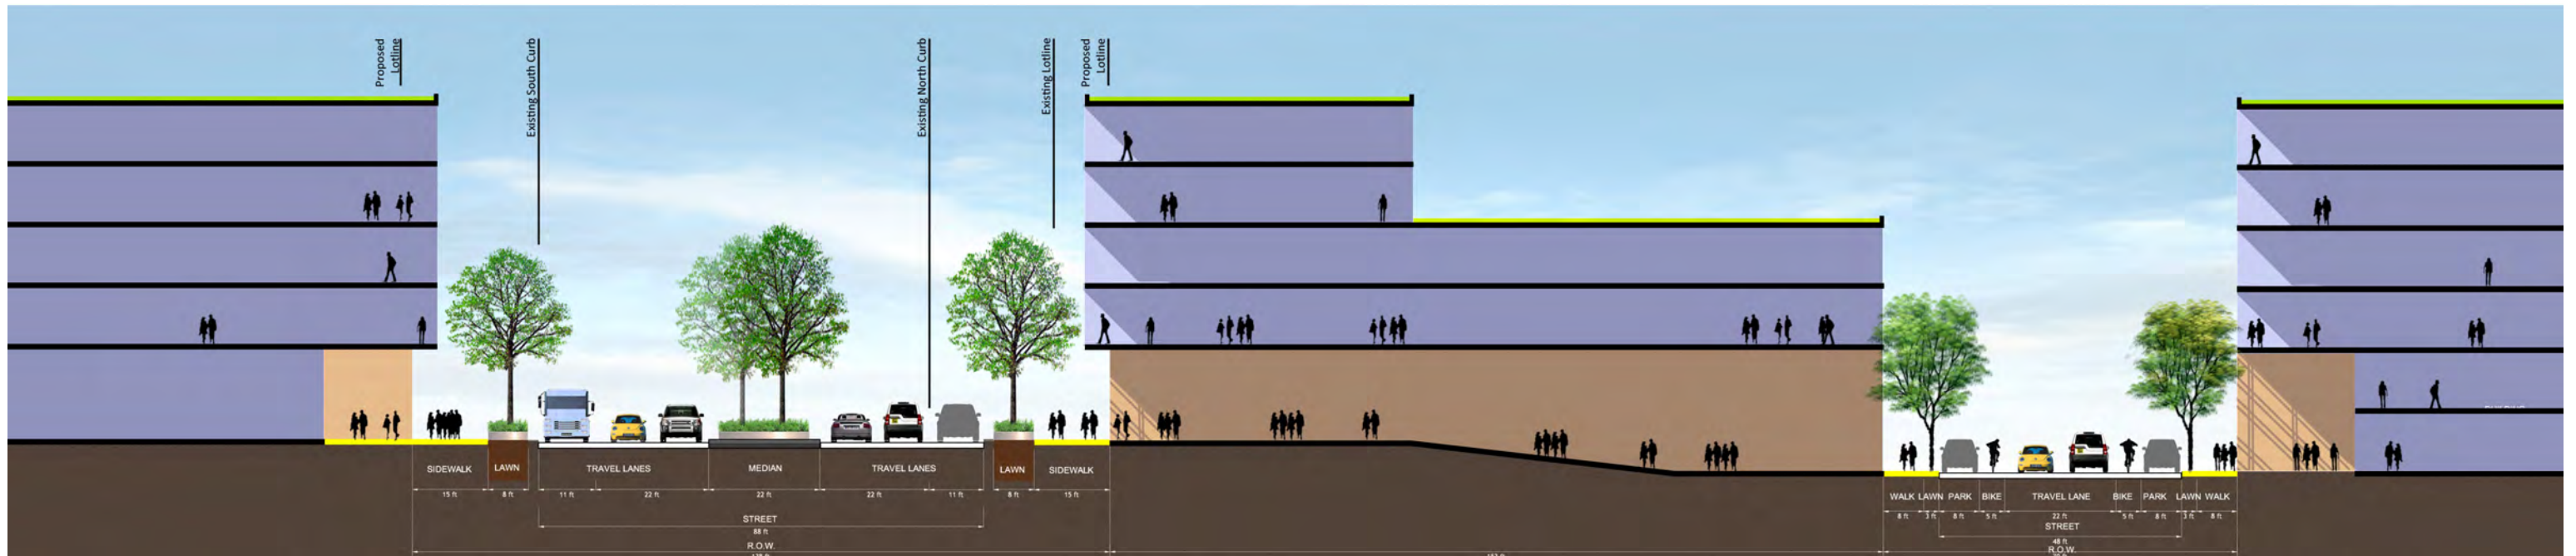 Proposed
Lotline
Existing South Curb
Existing North Curb
Existing Lotline
Proposed
Lotline
SIDEWALK
LAWN
TRAVEL LANES
MEDIAN
TRAVEL LANES
LAWN
SIDEWALK
15 ft
8 ft
11 ft
22 ft
22 ft
22 ft
11 ft
8 ft
15 ft
STREET
88 ft
R.O.W.
WALK
LAWN
PARK
BIKE
TRAVEL LANE
BIKE
PARK
LAWN
WALK
8 ft
3 ft
8 ft
5 ft
22 ft
5 ft
8 ft
3 ft
8 ft
STREET
48 ft
R.O.W.